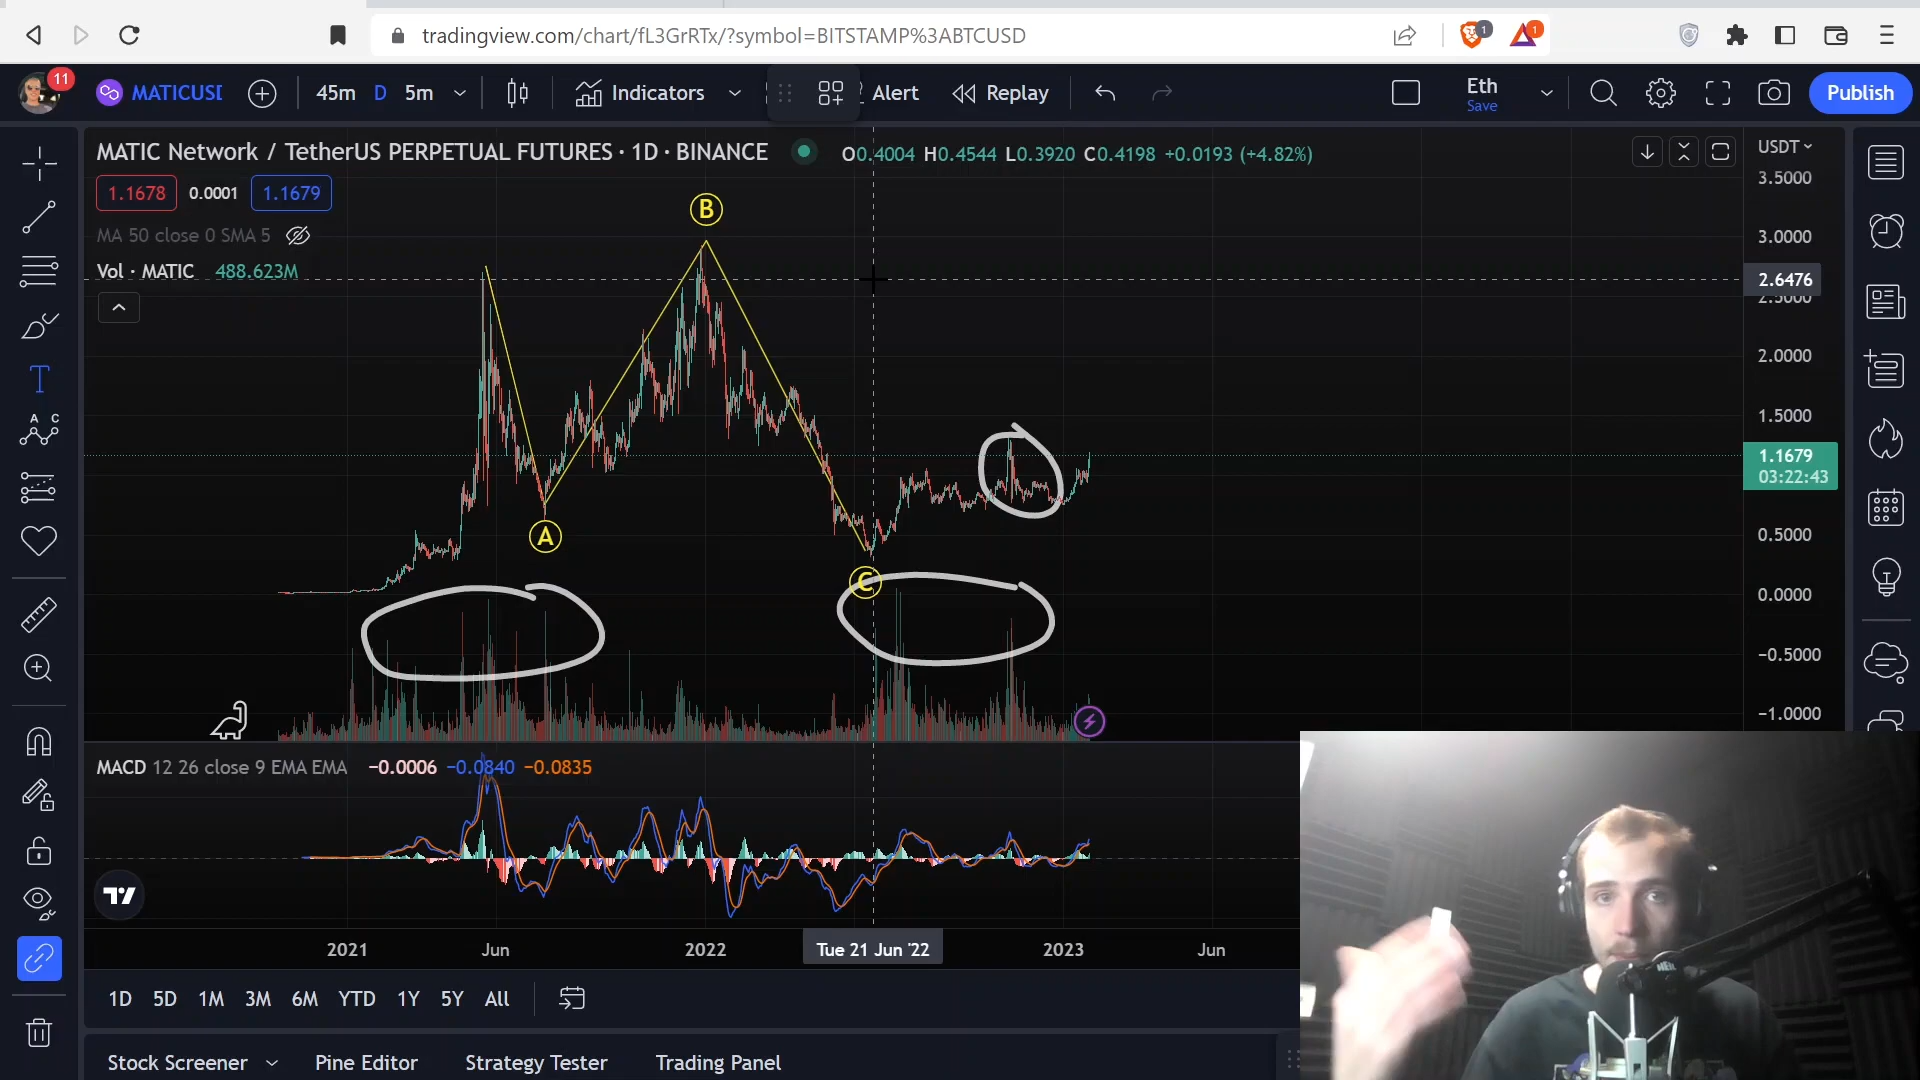 tradingview.com/chart/fL3GrRTx/?symbol=BITSTAMP%3ABTCUSD
1
1
11
MATICUSI
45m D 5m
Indicators
Alert
Replay
Eth
Save
Publish
MATIC Network / TetherUS PERPETUAL FUTURES · 1D · BINANCE
O0.4004 H0.4544 L0.3920 C0.4198 +0.0193 (+4.82%)
USDT
1.1678 0.0001 1.1679
MA 50 close 0 SMA 5
Vol · MATIC 488.623M
B
A
C
3.5000
3.0000
2.6476
2.5000
2.0000
1.5000
1.1679
03:22:43
0.5000
0.0000
−0.5000
−1.0000
A C
MACD 12 26 close 9 EMA EMA −0.0006 −0.0840 −0.0835
2021 Jun 2022 Tue 21 Jun '22 2023 Jun
1D 5D 1M 3M 6M YTD 1Y 5Y All
Stock Screener Pine Editor Strategy Tester Trading Panel